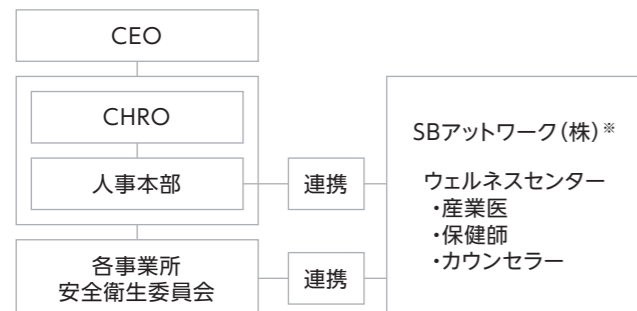 CEO
CHRO
人事本部
連携
各事業所
安全衛生委員会
連携
SBアットワーク(株)※
ウェルネスセンター
・産業医
・保健師
・カウンセラー